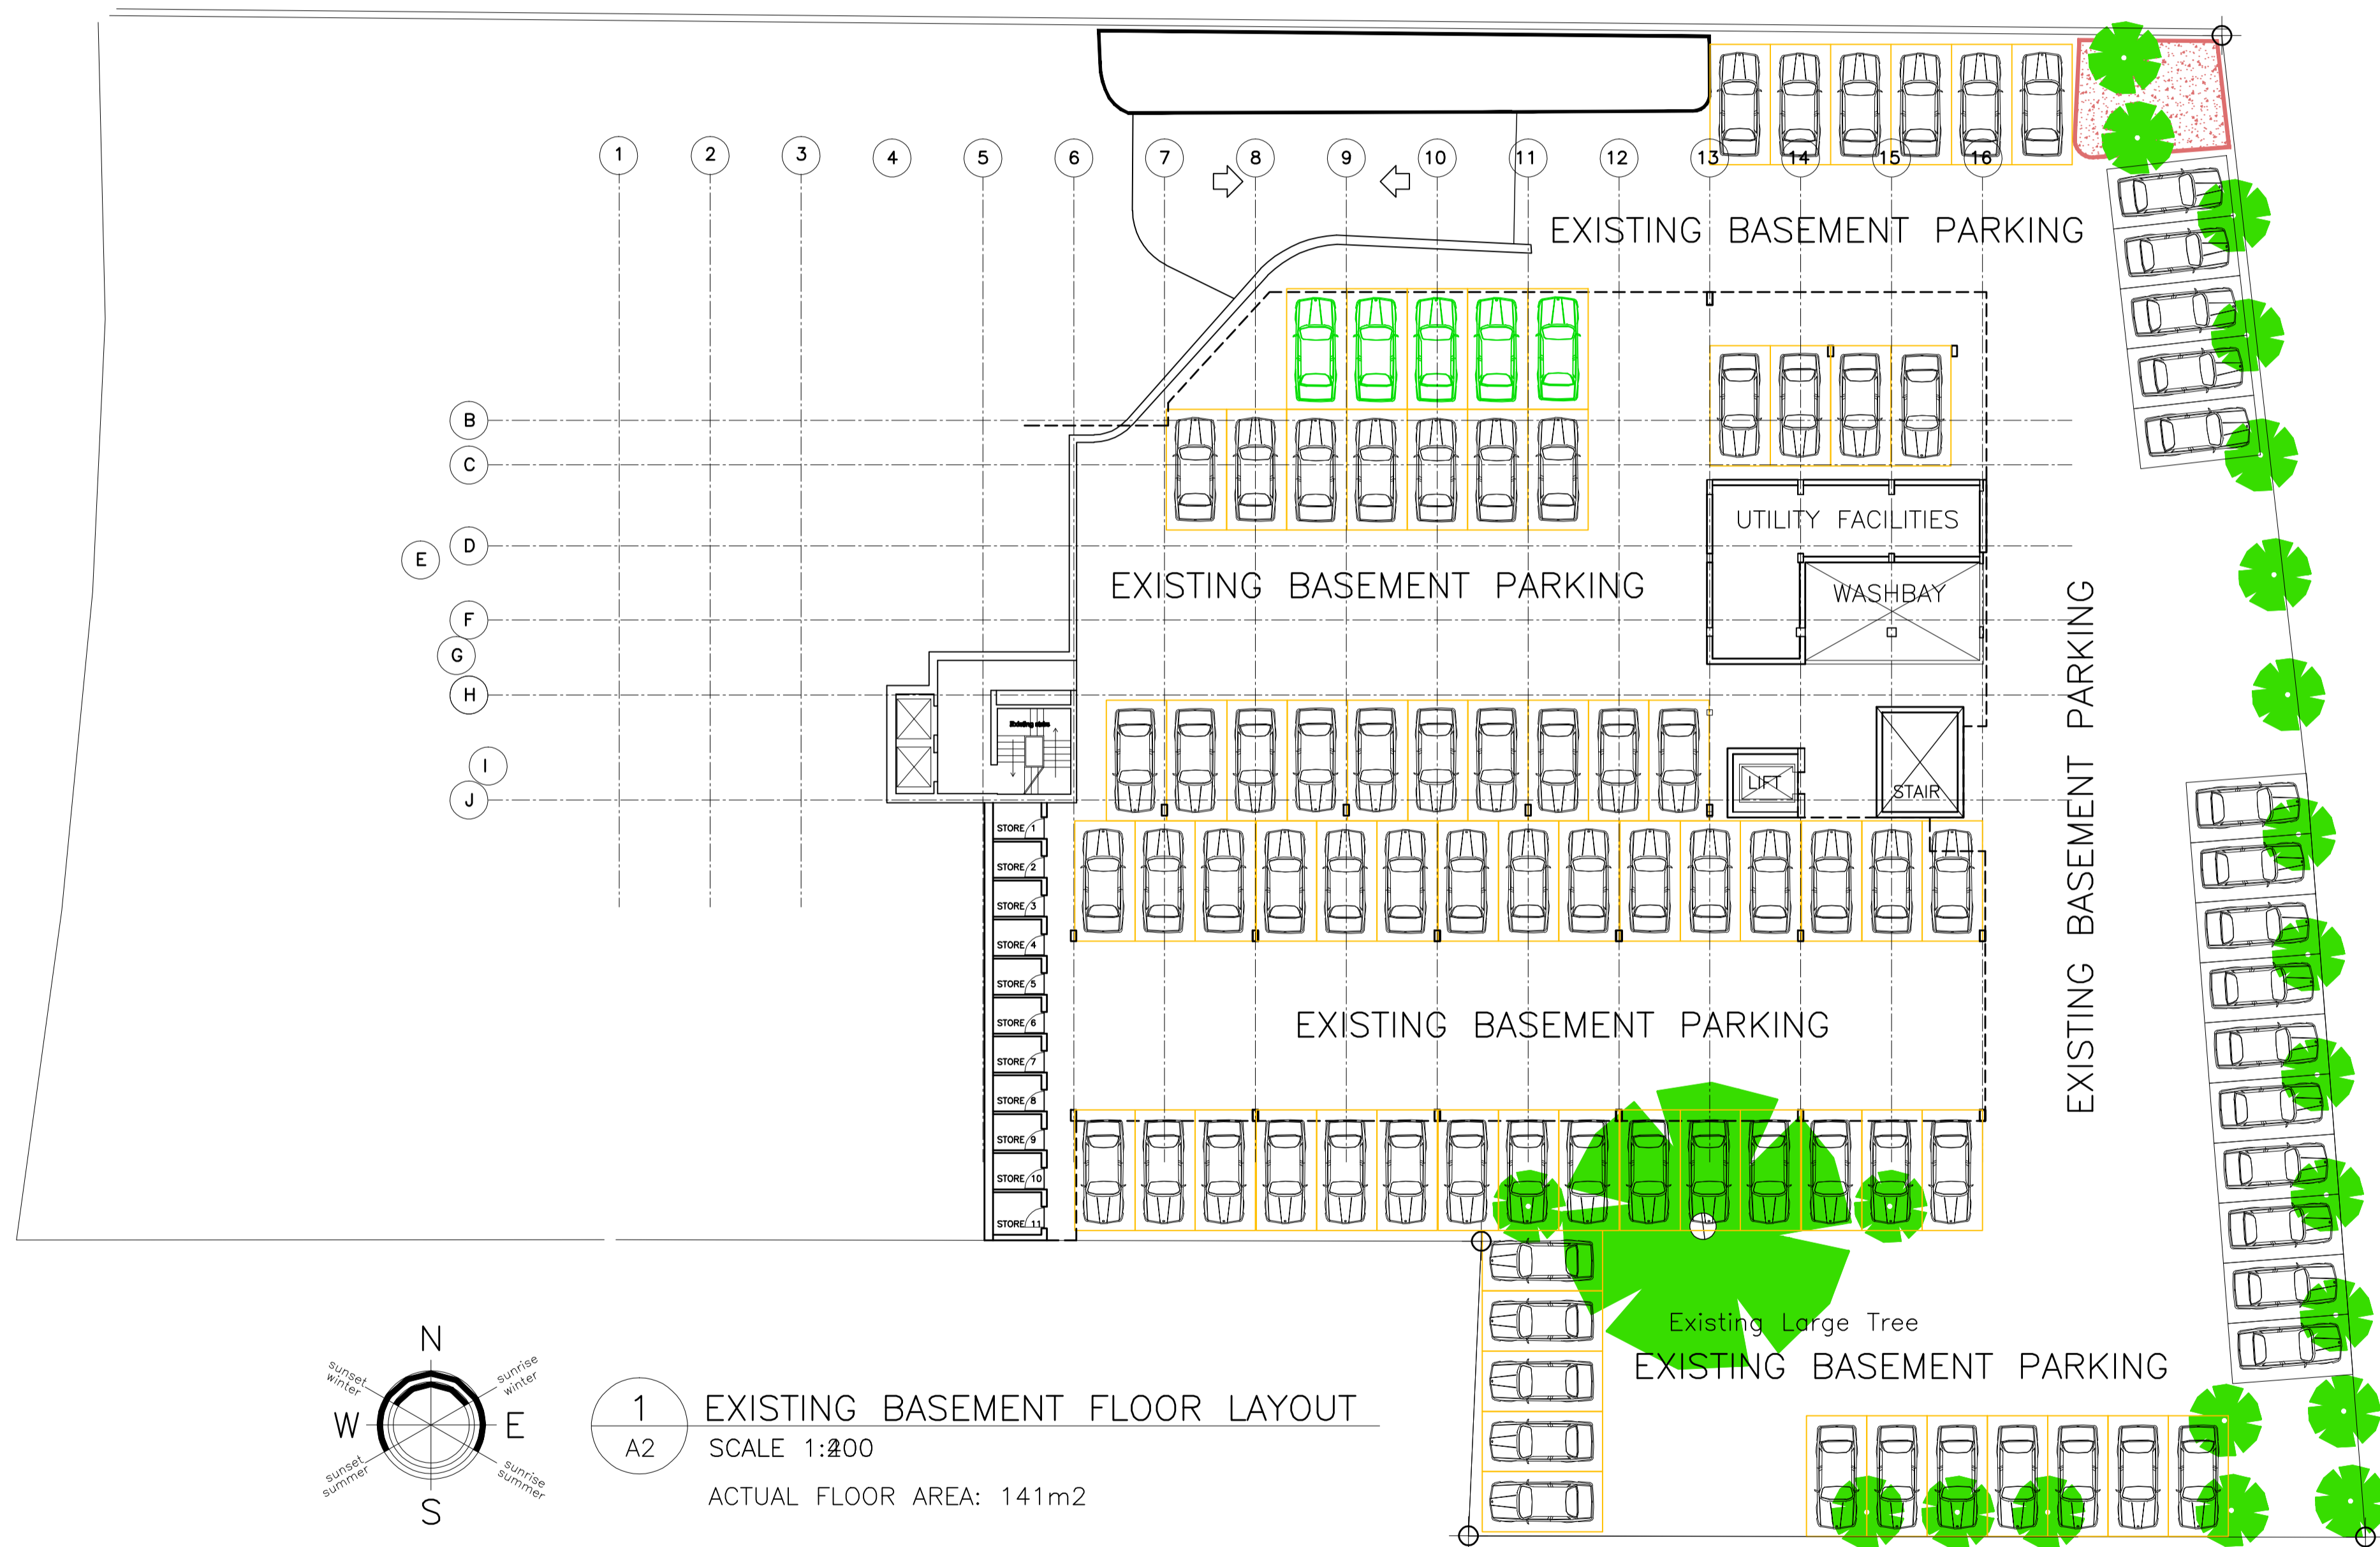 1 2 3 4 5 6 7 8 9 10 11 12 13 14 15 16
EXISTING BASEMENT PARKING
B
C
UTILITY FACILITIES
D
E
EXISTING BASEMENT PARKING
WASHBAY
F
G
H
Existing stairs
I
LIFT
STAIR
J
EXISTING BASEMENT PARKING
STORE 1
STORE 2
STORE 3
STORE 4
STORE 5
STORE 6
STORE 7
STORE 8
STORE 9
STORE 10
STORE 11
EXISTING BASEMENT PARKING
Existing Large Tree
EXISTING BASEMENT PARKING
N
sunset
winter
sunrise
winter
W
E
sunset
summer
sunrise
summer
S
1
A2
EXISTING BASEMENT FLOOR LAYOUT
SCALE 1:
ACTUAL FLOOR AREA: 141m2